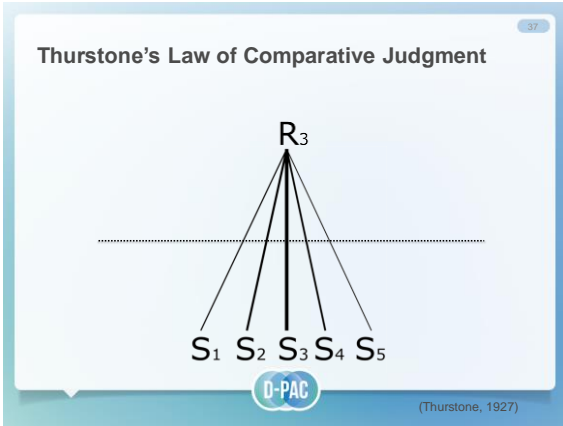 37
Thurstone's Law of Comparative Judgment
R3
S1 S2 S3 S4 S5
D-PAC
(Thurstone, 1927)